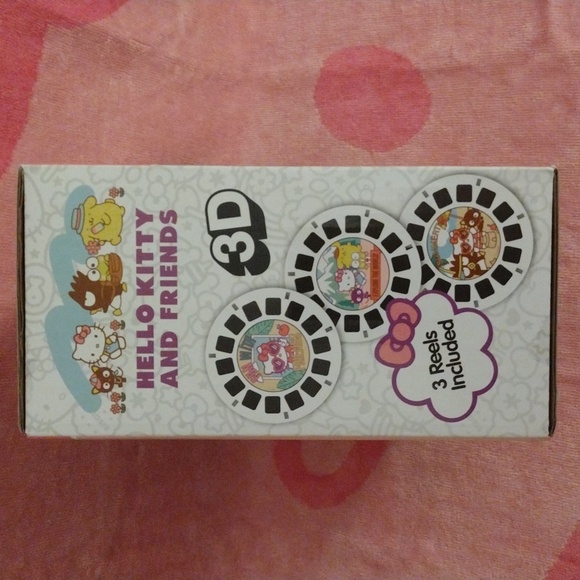 HELLO KITTY
AND FRIENDS
3D
3 Reels
Included